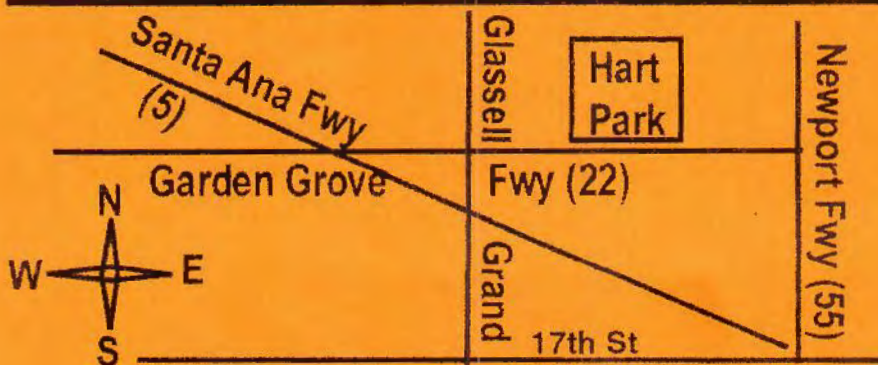 Santa Ana Fwy
(5)
Glassell
Hart
Park
Newport Fwy (55)
Garden Grove
Fwy (22)
N
W
E
S
Grand
17th St